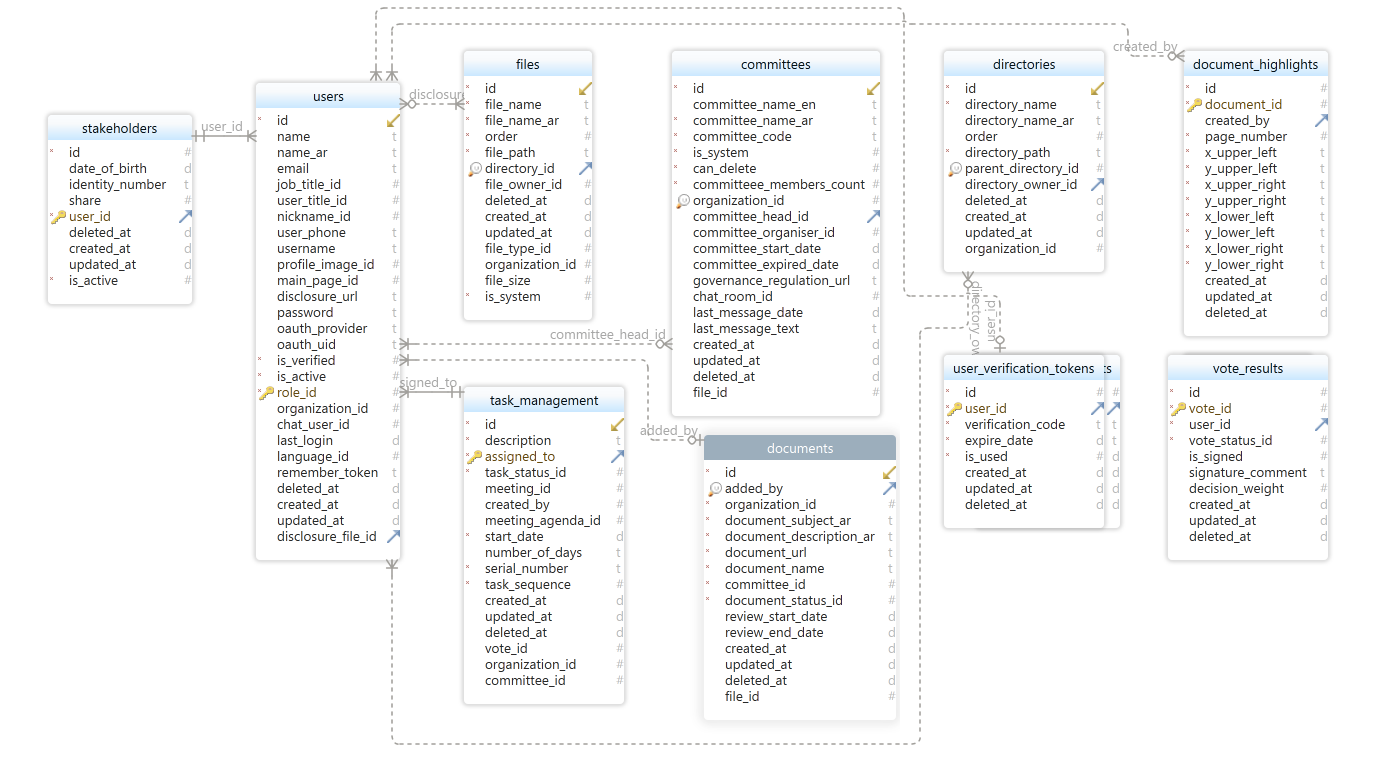 stakeholders
id #
date_of_birth d
identity_number t
share #
user_id
deleted_at d
created_at d
updated_at d
is_active #
user_id
users
id
name t
name_ar t
email t
job_title_id #
user_title_id #
nickname_id #
user_phone t
username t
profile_image_id #
main_page_id #
disclosure_url t
password t
oauth_provider t
oauth_uid t
is_verified #
is_active #
role_id #
organization_id #
chat_user_id #
last_login d
language_id #
remember_token t
deleted_at d
created_at d
updated_at d
disclosure_file_id
disclosure
files
id
file_name t
file_name_ar t
order #
file_path t
directory_id
file_owner_id #
deleted_at d
created_at d
updated_at d
file_type_id #
organization_id #
file_size #
is_system #
committee_head_id
signed_to
added_by
task_management
id
description t
assigned_to
task_status_id #
meeting_id #
created_by #
meeting_agenda_id #
start_date d
number_of_days t
serial_number t
task_sequence #
created_at d
updated_at d
deleted_at d
vote_id #
organization_id #
committee_id #
committees
id
committee_name_en t
committee_name_ar t
committee_code t
is_system #
can_delete #
committeee_members_count #
organization_id #
committee_head_id
committee_organiser_id #
committee_start_date d
committee_expired_date d
governance_regulation_url t
chat_room_id #
last_message_date d
last_message_text t
created_at d
updated_at d
deleted_at d
file_id #
documents
id
added_by
organization_id #
document_subject_ar t
document_description_ar t
document_url t
document_name t
committee_id #
document_status_id #
review_start_date d
review_end_date d
created_at d
updated_at d
deleted_at d
file_id #
directories
id
directory_name t
directory_name_ar t
order #
directory_path t
parent_directory_id #
directory_owner_id
deleted_at d
created_at d
updated_at d
organization_id #
directory_ow
user_id
user_verification_tokens ts
id # #
user_id
verification_code t t
expire_date d t
is_used # #
created_at d d
updated_at d d
deleted_at d d
created_by
document_highlights
id #
document_id #
created_by
page_number #
x_upper_left t
y_upper_left t
x_upper_right t
y_upper_right t
x_lower_left t
y_lower_left t
x_lower_right t
y_lower_right t
created_at d
updated_at d
deleted_at d
vote_results
id #
vote_id #
user_id
vote_status_id #
is_signed #
signature_comment t
decision_weight #
created_at d
updated_at d
deleted_at d